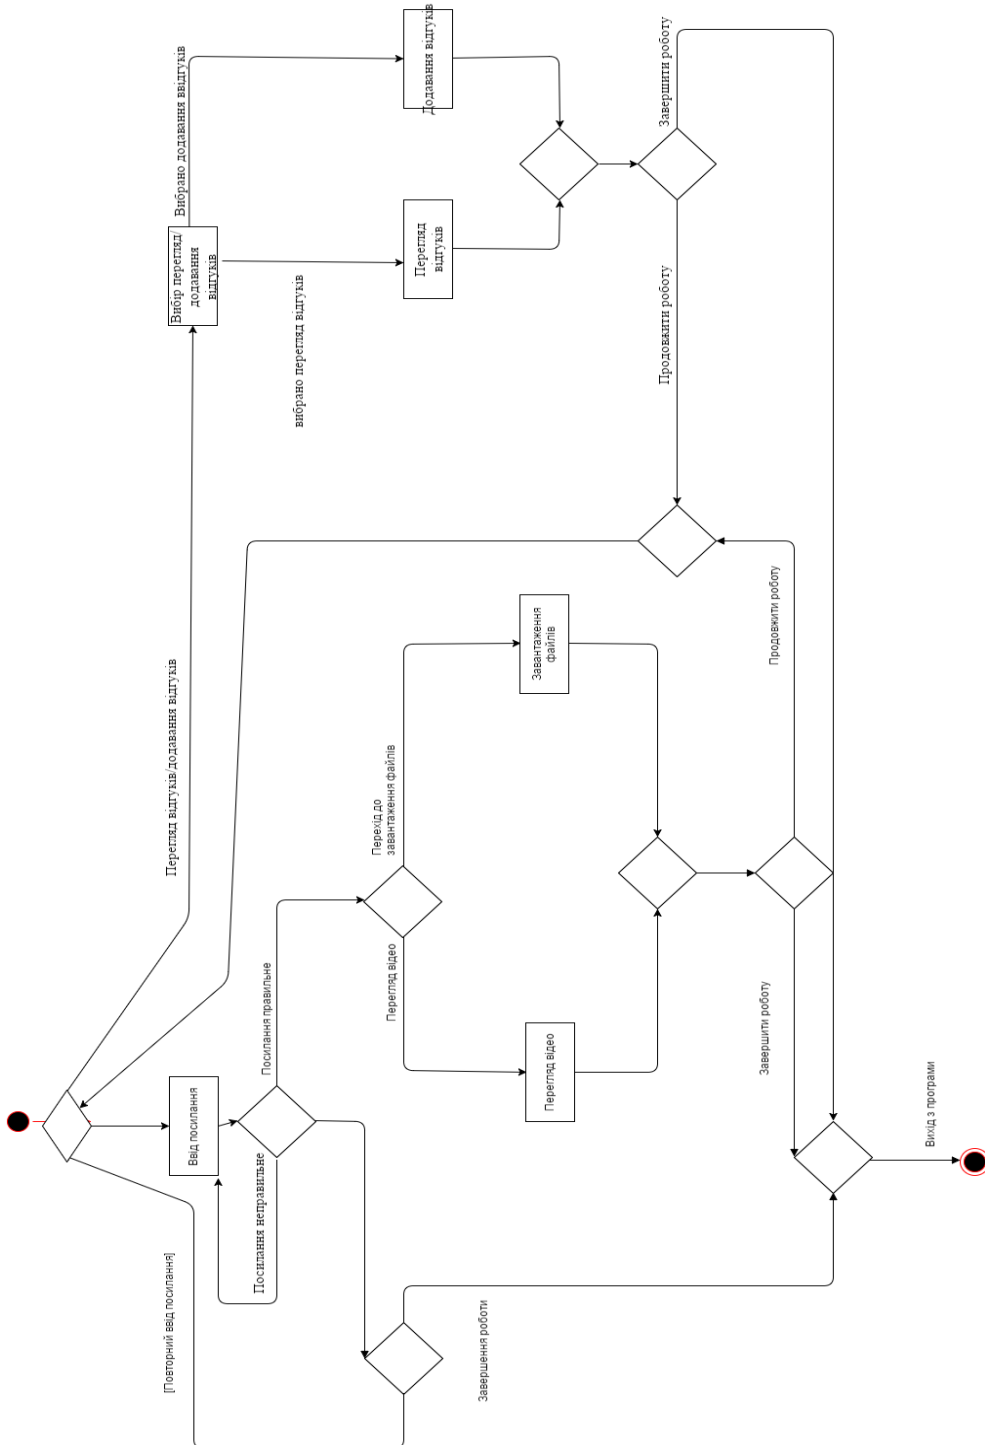 Додавання відгуків
Завершити роботу
Вибрано додавання ввідгуків
Вибір перегляд/
додавання
відгуків
Перегляд
відгуків
вибрано перегляд відгуків
Продовжити роботу
Перегляд відгуків/додавання відгуків
Завантаження
файлів
Продовжити роботу
Перехід до
завантаження файлів
Посилання правильне
Перегляд відео
Перегляд відео
Завершити роботу
Ввід посилання
Посилання неправильне
Вихід з програми
[Повторний ввід посилання]
Завершення роботи